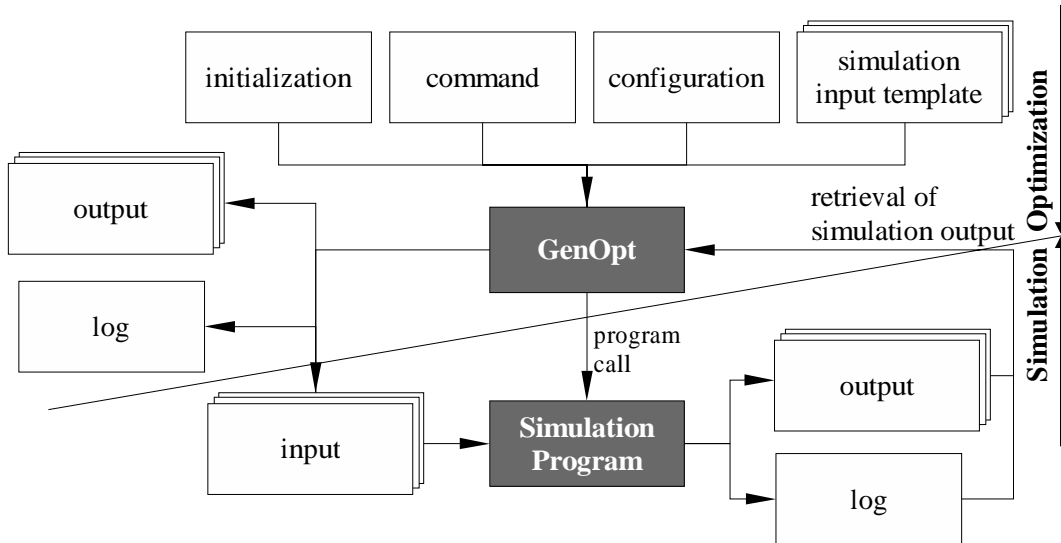 initialization
command
configuration
simulation
input template
Optimization
output
retrieval of
simulation output
GenOpt
log
program
call
Simulation
output
input
Simulation
Program
log